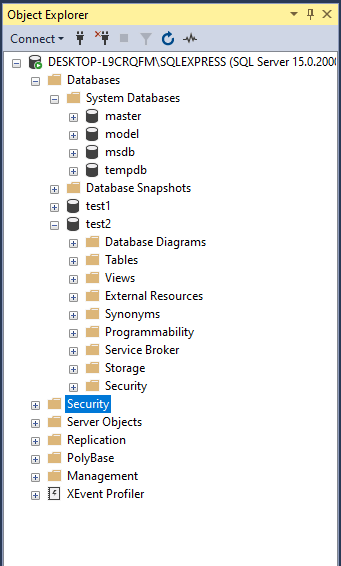 Object Explorer
Connect
DESKTOP-L9CRQFM\SQLEXPRESS (SQL Server 15.0.2000
Databases
System Databases
master
model
msdb
tempdb
Database Snapshots
test1
test2
Database Diagrams
Tables
Views
External Resources
Synonyms
Programmability
Service Broker
Storage
Security
Security
Server Objects
Replication
PolyBase
Management
XEvent Profiler